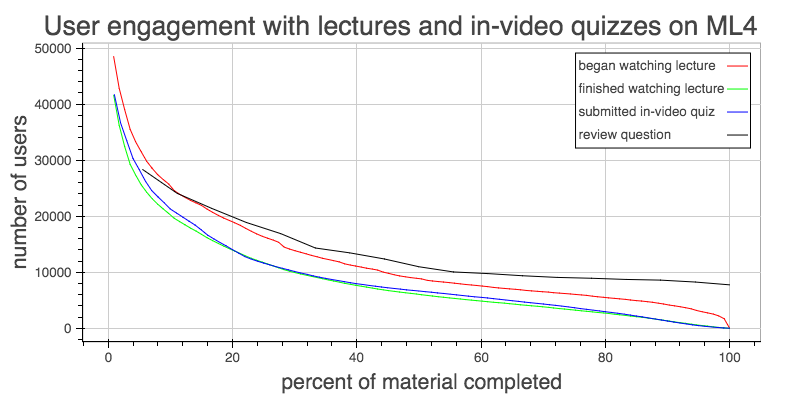 User engagement with lectures and in-video quizzes on ML4
50000
40000
30000
20000
10000
0
number of users
began watching lecture
finished watching lecture
submitted in-video quiz
review question
0 20 40 60 80 100
percent of material completed